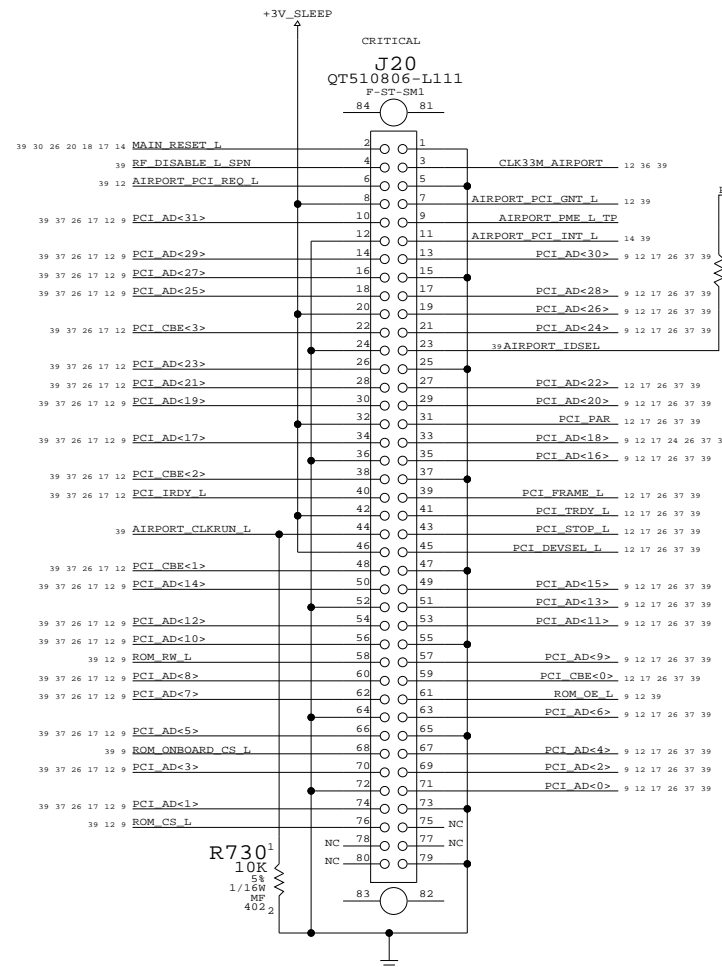 +3V_SLEEP
CRITICAL
J20
QT510806-L111
F-ST-SM1
84 81
39 30 26 20 18 17 14 MAIN_RESET_L 2 1
39 RF_DISABLE_L_SPN 4 3 CLK33M_AIRPORT 12 36 39
39 12 AIRPORT_PCI_REQ_L 6 5
8 7 AIRPORT_PCI_GNT_L 12 39
39 37 26 17 12 9 PCI_AD<31> 10 9 AIRPORT_PME_L_TP
12 11 AIRPORT_PCI_INT_L 14 39
39 37 26 17 12 9 PCI_AD<29> 14 13 PCI_AD<30> 9 12 17 26 37 39
39 37 26 17 12 9 PCI_AD<27> 16 15
39 37 26 17 12 9 PCI_AD<25> 18 17 PCI_AD<28> 9 12 17 26 37 39
20 19 PCI_AD<26> 9 12 17 26 37 39
39 37 26 17 12 PCI_CBE<3> 22 21 PCI_AD<24> 9 12 17 26 37 39
24 23 39 AIRPORT_IDSEL
39 37 26 17 12 PCI_AD<23> 26 25
39 37 26 17 12 PCI_AD<21> 28 27 PCI_AD<22> 12 17 26 37 39
39 37 26 17 12 9 PCI_AD<19> 30 29 PCI_AD<20> 9 12 17 26 37 39
32 31 PCI_PAR 12 17 26 37 39
39 37 26 17 12 9 PCI_AD<17> 34 33 PCI_AD<18> 9 12 17 24 26 37
36 35 PCI_AD<16> 9 12 17 26 37 39
39 37 26 17 12 PCI_CBE<2> 38 37
39 37 26 17 12 PCI_IRDY_L 40 39 PCI_FRAME_L 12 17 26 37 39
42 41 PCI_TRDY_L 12 17 26 37 39
39 AIRPORT_CLKRUN_L 44 43 PCI_STOP_L 12 17 26 37 39
46 45 PCI_DEVSEL_L 12 17 26 37 39
39 37 26 17 12 PCI_CBE<1> 48 47
39 37 26 17 12 9 PCI_AD<14> 50 49 PCI_AD<15> 9 12 17 26 37 39
52 51 PCI_AD<13> 9 12 17 26 37 39
39 37 26 17 12 9 PCI_AD<12> 54 53 PCI_AD<11> 9 12 17 26 37 39
39 37 26 17 12 9 PCI_AD<10> 56 55
39 12 9 ROM_RW_L 58 57 PCI_AD<9> 9 12 17 26 37 39
39 37 26 17 12 9 PCI_AD<8> 60 59 PCI_CBE<0> 12 17 26 37 39
39 37 26 17 12 9 PCI_AD<7> 62 61 ROM_OE_L 9 12 39
64 63 PCI_AD<6> 9 12 17 26 37 39
39 37 26 17 12 9 PCI_AD<5> 66 65
39 9 ROM_ONBOARD_CS_L 68 67 PCI_AD<4> 9 12 17 26 37 39
39 37 26 17 12 9 PCI_AD<3> 70 69 PCI_AD<2> 9 12 17 26 37 39
72 71 PCI_AD<0> 9 12 17 26 37 39
39 37 26 17 12 9 PCI_AD<1> 74 73
39 12 9 ROM_CS_L 76 75 NC
NC 78 77 NC
NC 80 79
R730 1
10K
5%
1/16W
MF
402 2
83 82